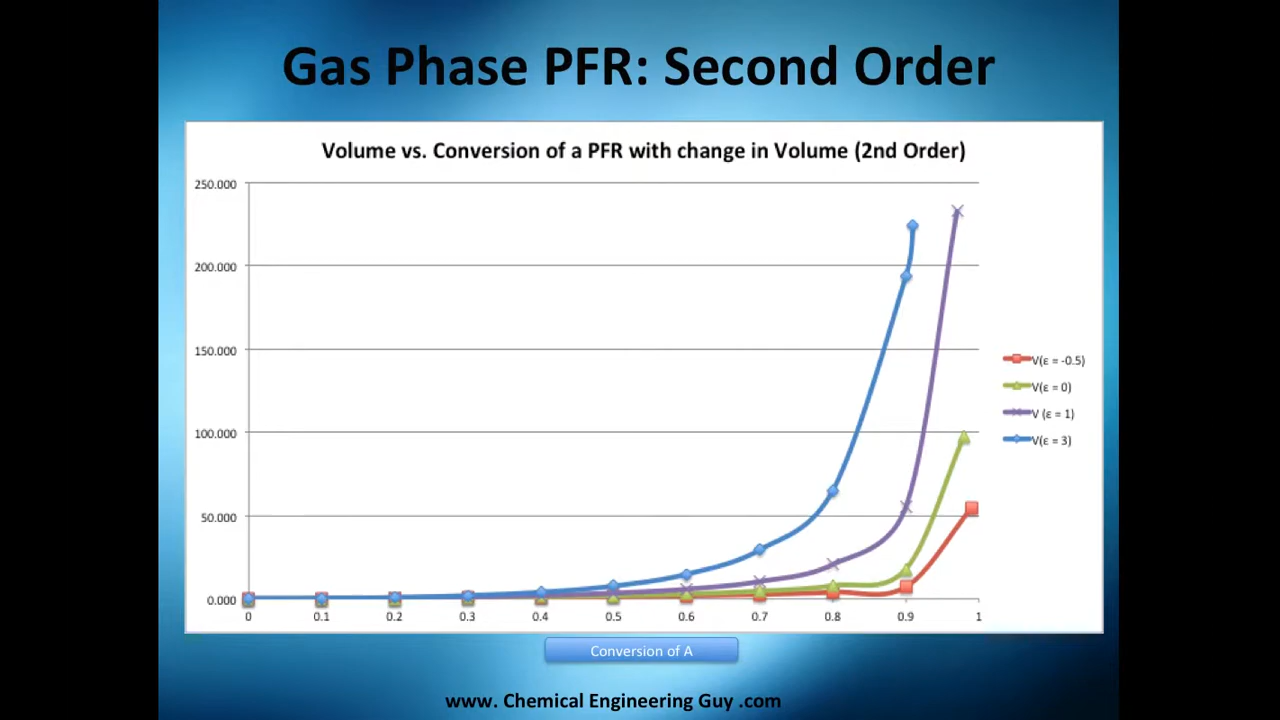 Gas Phase PFR: Second Order
Volume vs. Conversion of a PFR with change in Volume (2nd Order)
250.000
200.000
150.000
100.000
50.000
0.000
0 0.1 0.2 0.3 0.4 0.5 0.6 0.7 0.8 0.9 1
V(ε = -0.5)
V(ε = 0)
V (ε = 1)
V(ε = 3)
Conversion of A
www. Chemical Engineering Guy .com